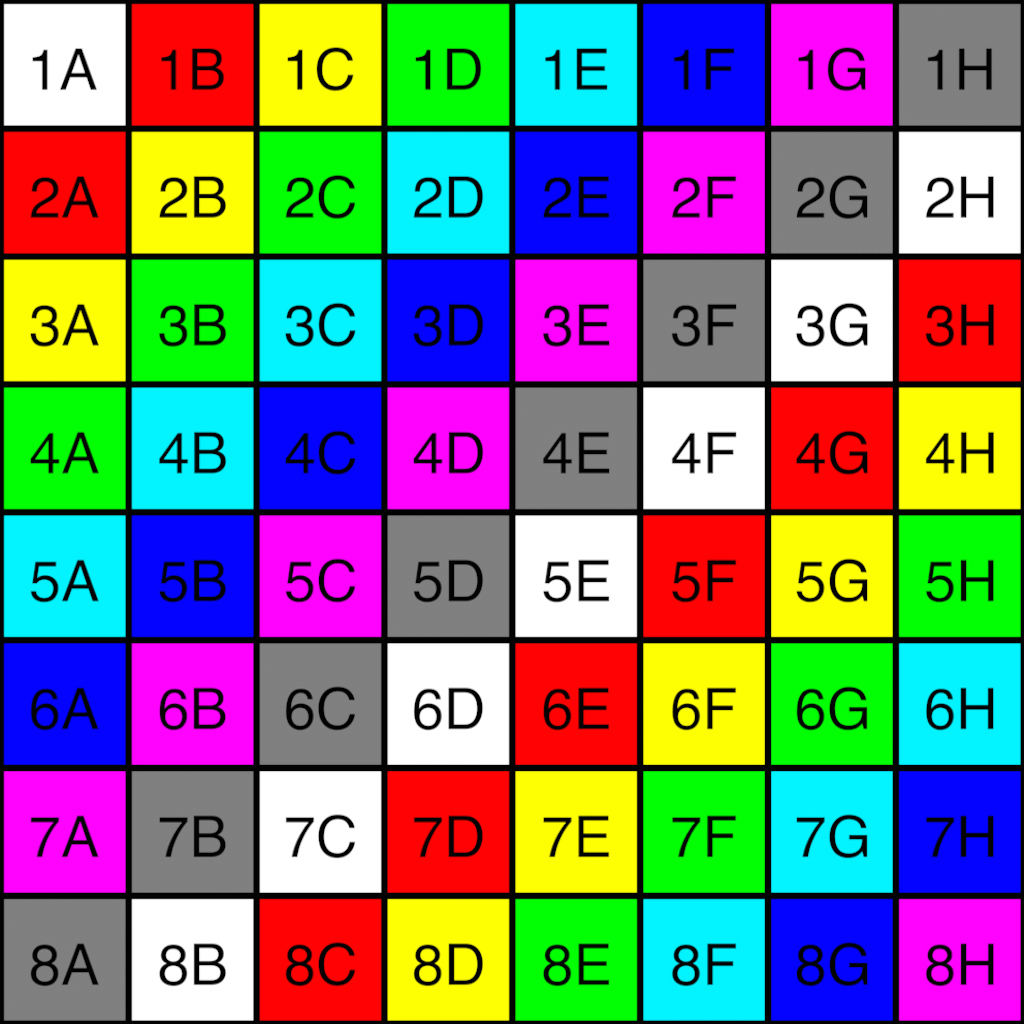 1A 1B 1C 1D 1E 1F 1G 1H
2A 2B 2C 2D 2E 2F 2G 2H
3A 3B 3C 3D 3E 3F 3G 3H
4A 4B 4C 4D 4E 4F 4G 4H
5A 5B 5C 5D 5E 5F 5G 5H
6A 6B 6C 6D 6E 6F 6G 6H
7A 7B 7C 7D 7E 7F 7G 7H
8A 8B 8C 8D 8E 8F 8G 8H